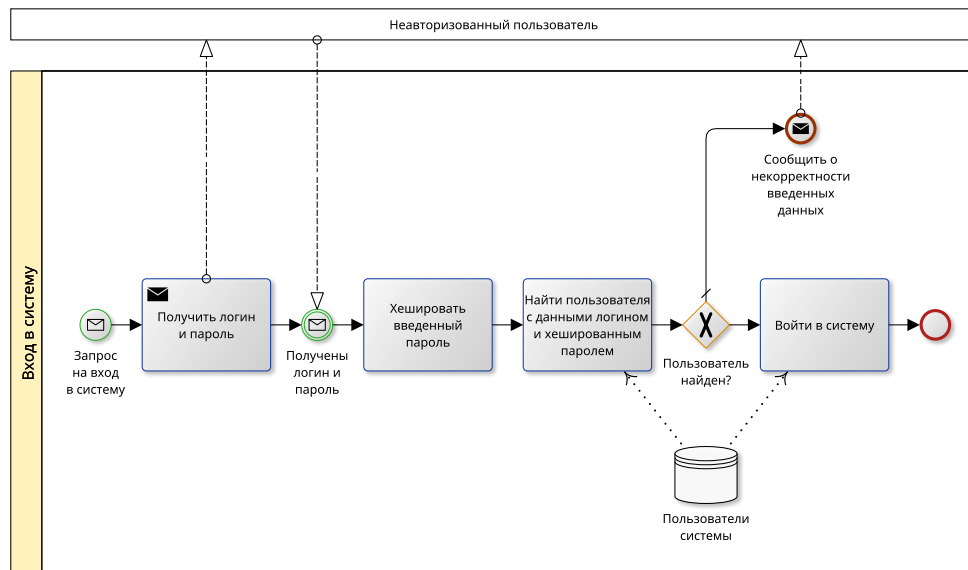 Неавторизованный пользователь
Вход в систему
Сообщить о
некорректности
введенных
данных
Запрос
на вход
в систему
Получить логин
и пароль
Получены
логин и
пароль
Хешировать
введенный
пароль
Найти пользователя
с данными логином
и хешированным
паролем
Пользователь
найден?
Войти в систему
Пользователи
системы